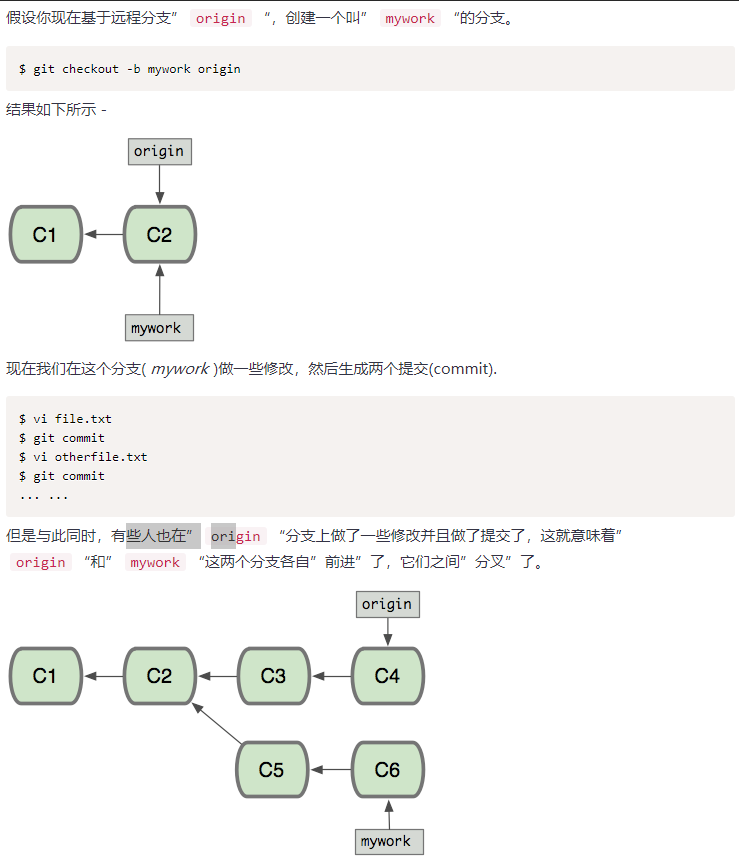 假设你现在基于远程分支” origin “，创建一个叫” mywork “的分支。
$ git checkout -b mywork origin
结果如下所示 -
origin
C1 C2
mywork
现在我们在这个分支( mywork )做一些修改，然后生成两个提交(commit).
$ vi file.txt
$ git commit
$ vi otherfile.txt
$ git commit
... ...
但是与此同时，有些人也在” origin “分支上做了一些修改并且做了提交了，这就意味着”
origin “和” mywork “这两个分支各自”前进”了，它们之间”分叉”了。
origin
C1 C2 C3 C4
C5 C6
mywork